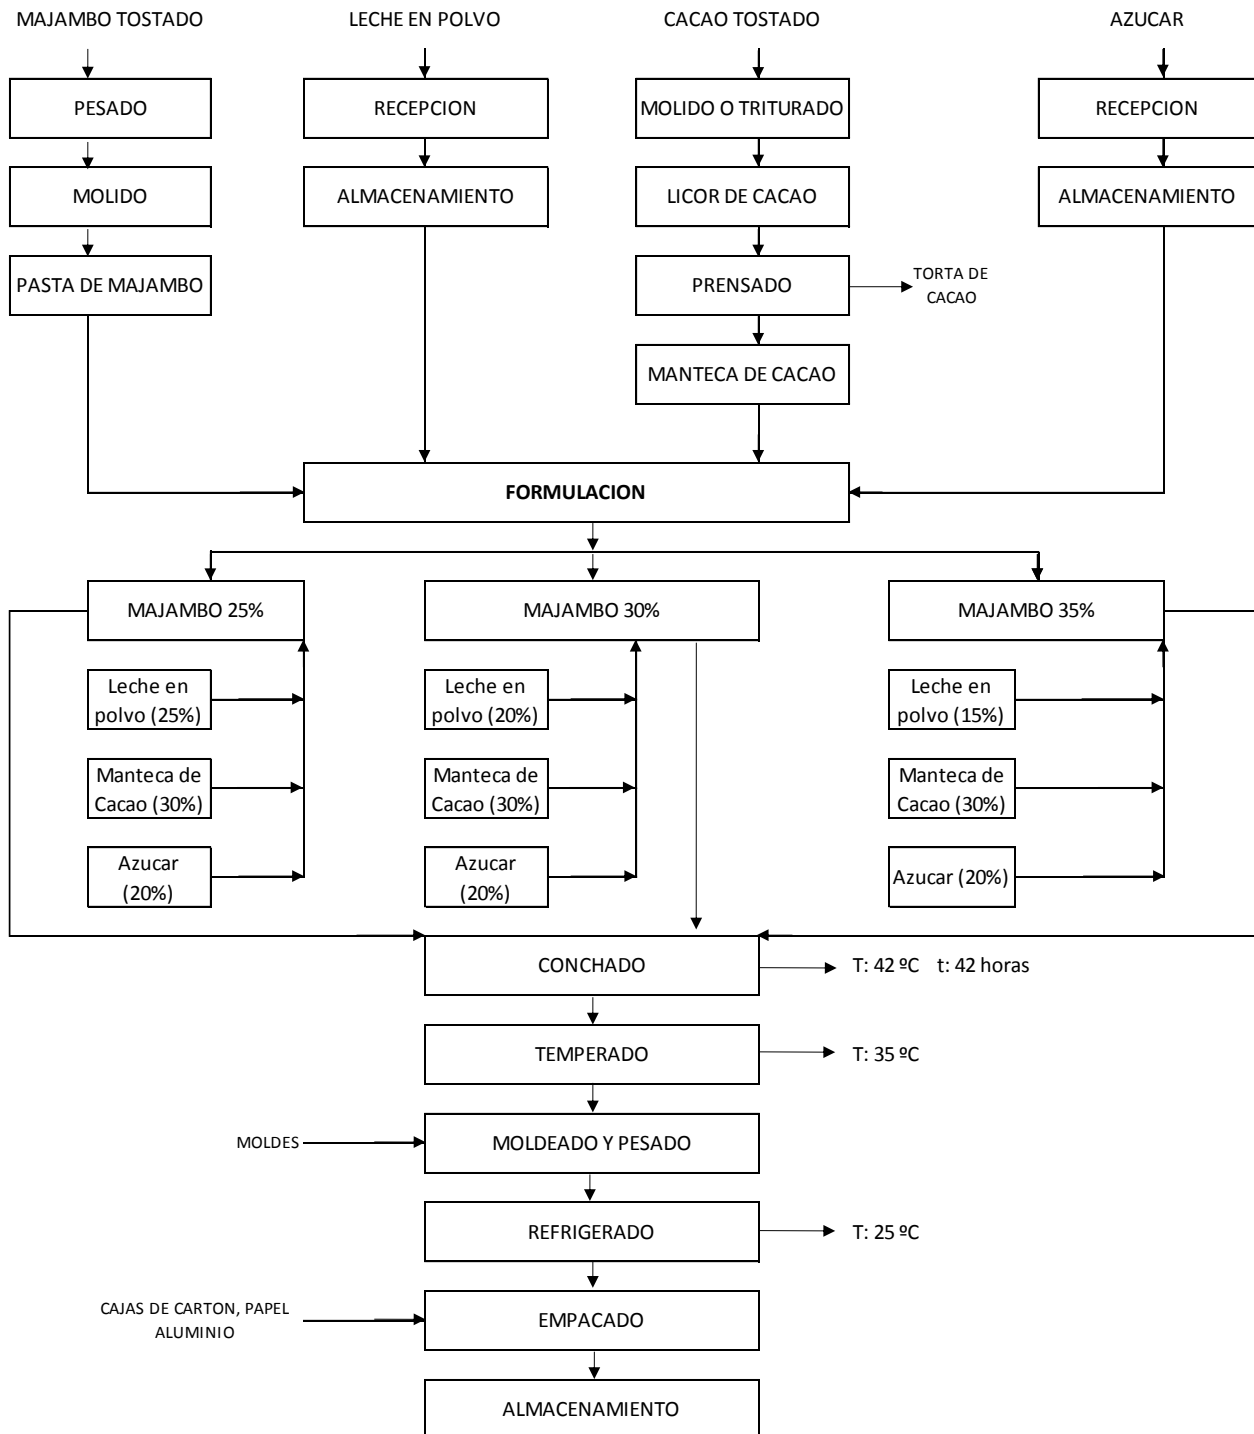 MAJAMBO TOSTADO
LECHE EN POLVO
CACAO TOSTADO
AZUCAR
PESADO
RECEPCION
MOLIDO O TRITURADO
RECEPCION
MOLIDO
ALMACENAMIENTO
LICOR DE CACAO
ALMACENAMIENTO
PASTA DE MAJAMBO
PRENSADO
TORTA DE
CACAO
MANTECA DE CACAO
FORMULACION
MAJAMBO 25%
MAJAMBO 30%
MAJAMBO 35%
Leche en
polvo (25%)
Leche en
polvo (20%)
Leche en
polvo (15%)
Manteca de
Cacao (30%)
Manteca de
Cacao (30%)
Manteca de
Cacao (30%)
Azucar
(20%)
Azucar
(20%)
Azucar (20%)
CONCHADO
T: 42 ºC t: 42 horas
TEMPERADO
T: 35 ºC
MOLDES
MOLDEADO Y PESADO
REFRIGERADO
T: 25 ºC
CAJAS DE CARTON, PAPEL
ALUMINIO
EMPACADO
ALMACENAMIENTO